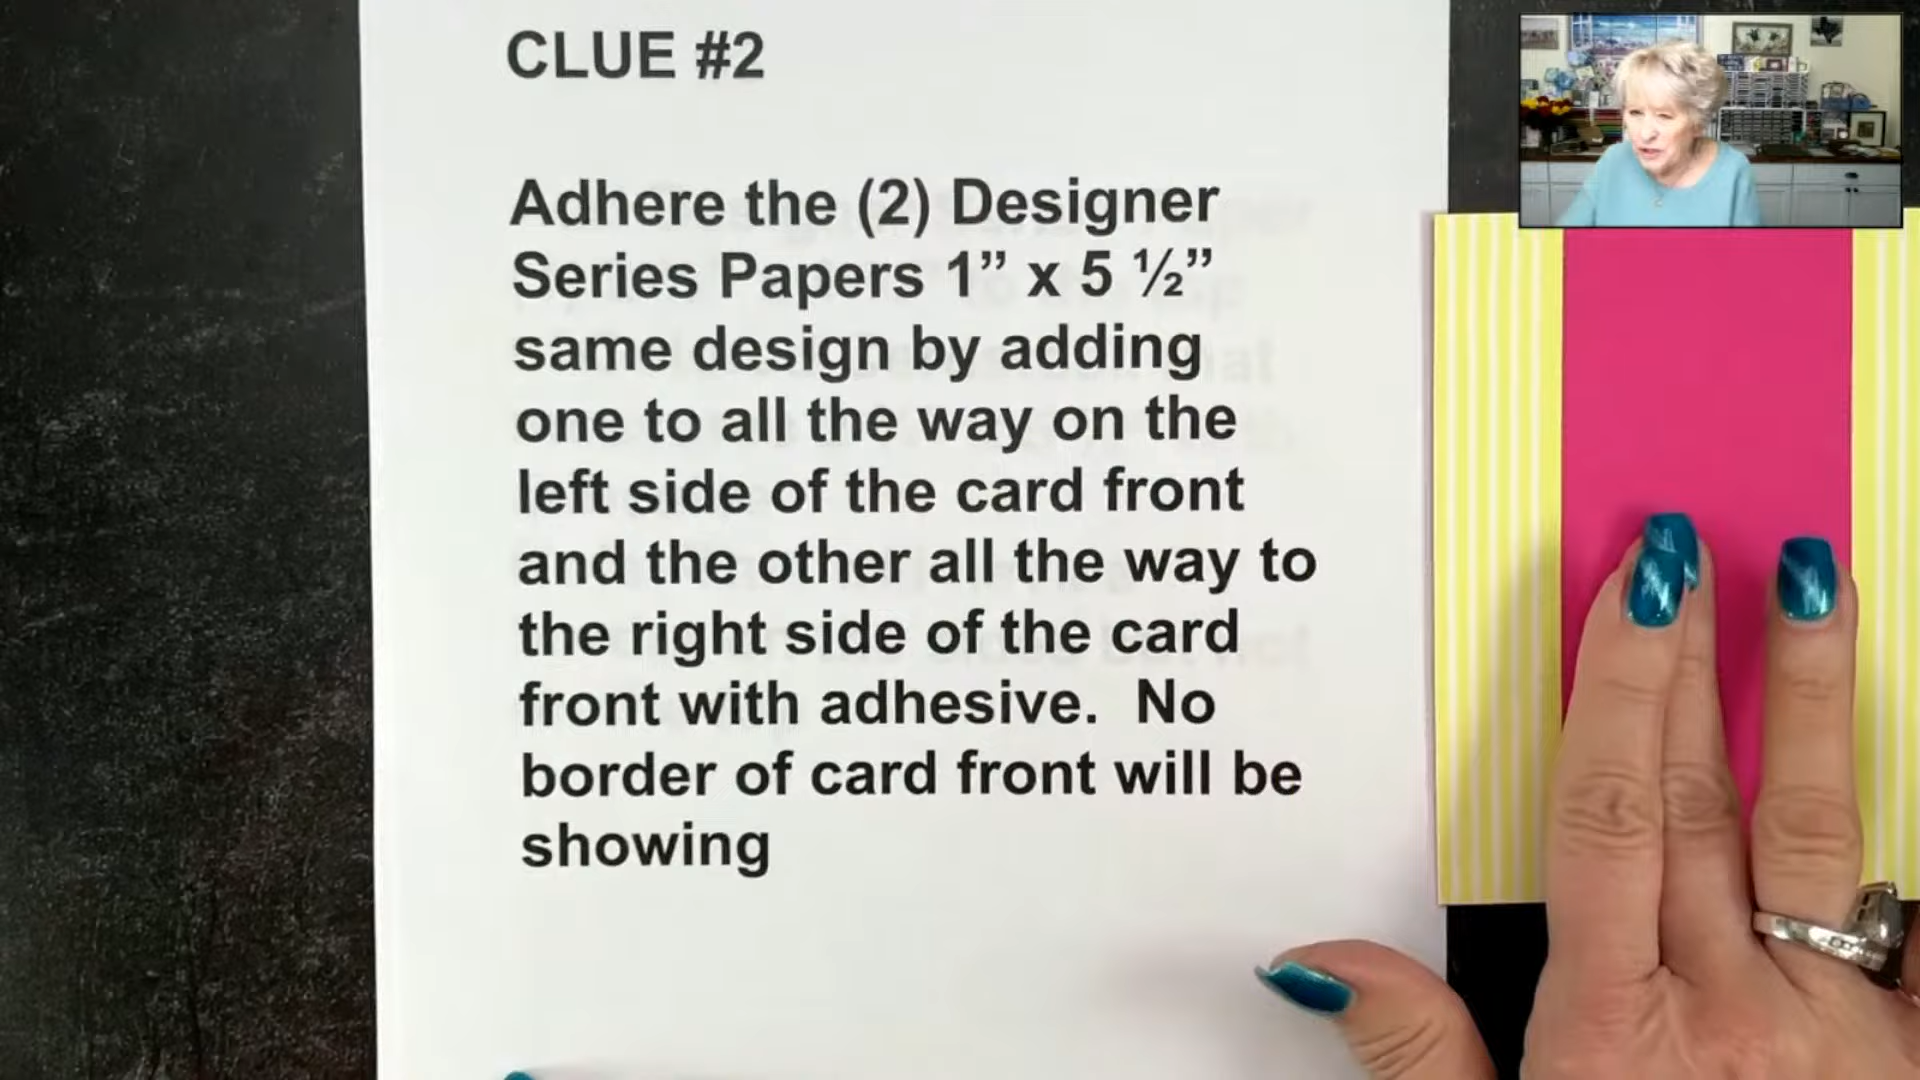 CLUE #2
Adhere the (2) Designer
Series Papers 1” x 5 ½”
same design by adding
one to all the way on the
left side of the card front
and the other all the way to
the right side of the card
front with adhesive.  No
border of card front will be
showing